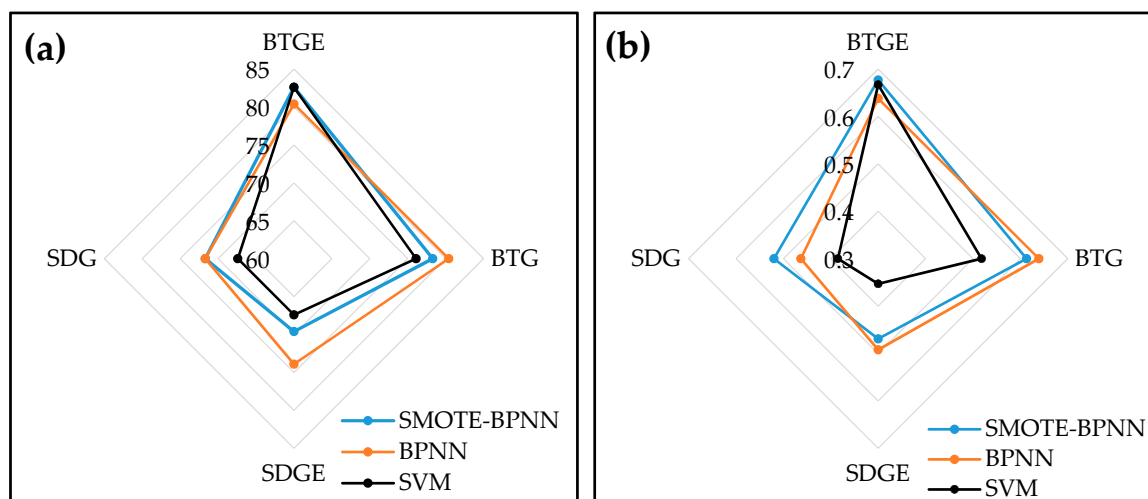 (a)
BTGE
85
80
75
70
65
60
SDG
BTG
SDGE
SMOTE-BPNN
BPNN
SVM
(b)
BTGE
0.7
0.6
0.5
0.4
0.3
SDG
BTG
SDGE
SMOTE-BPNN
BPNN
SVM